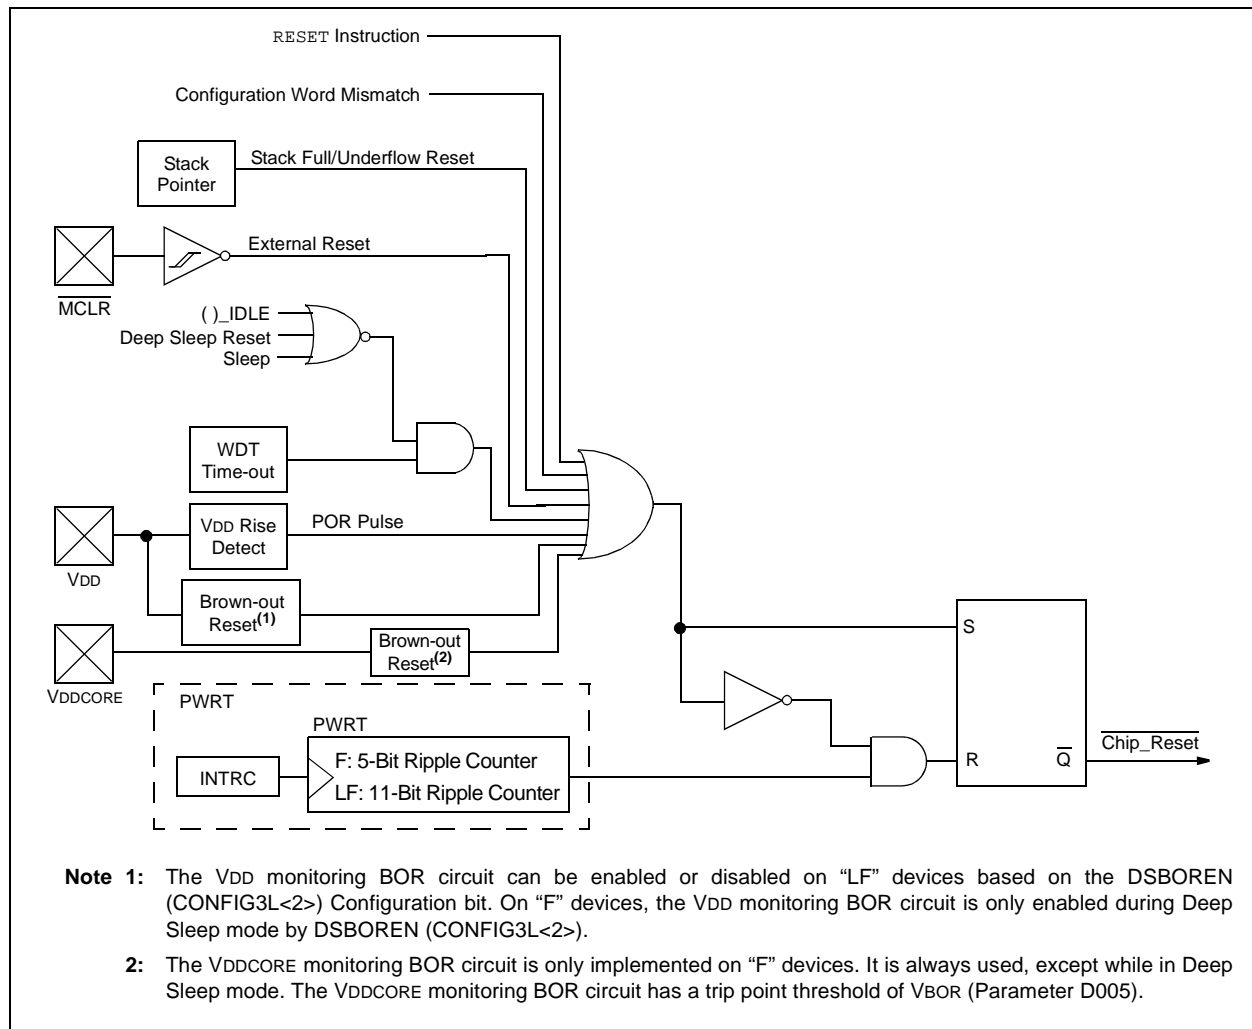 RESET Instruction
Configuration Word Mismatch
Stack
Pointer
Stack Full/Underflow Reset
External Reset
MCLR
( )_IDLE
Deep Sleep Reset
Sleep
WDT
Time-out
VDD Rise
Detect
POR Pulse
VDD
Brown-out
Reset(1)
Brown-out
Reset(2)
VDDCORE
PWRT
PWRT
INTRC
F: 5-Bit Ripple Counter
LF: 11-Bit Ripple Counter
S
R
Q
Chip_Reset
Note 1: The VDD monitoring BOR circuit can be enabled or disabled on “LF” devices based on the DSBOREN
(CONFIG3L<2>) Configuration bit. On “F” devices, the VDD monitoring BOR circuit is only enabled during Deep
Sleep mode by DSBOREN (CONFIG3L<2>).
2: The VDDCORE monitoring BOR circuit is only implemented on “F” devices. It is always used, except while in Deep
Sleep mode. The VDDCORE monitoring BOR circuit has a trip point threshold of VBOR (Parameter D005).